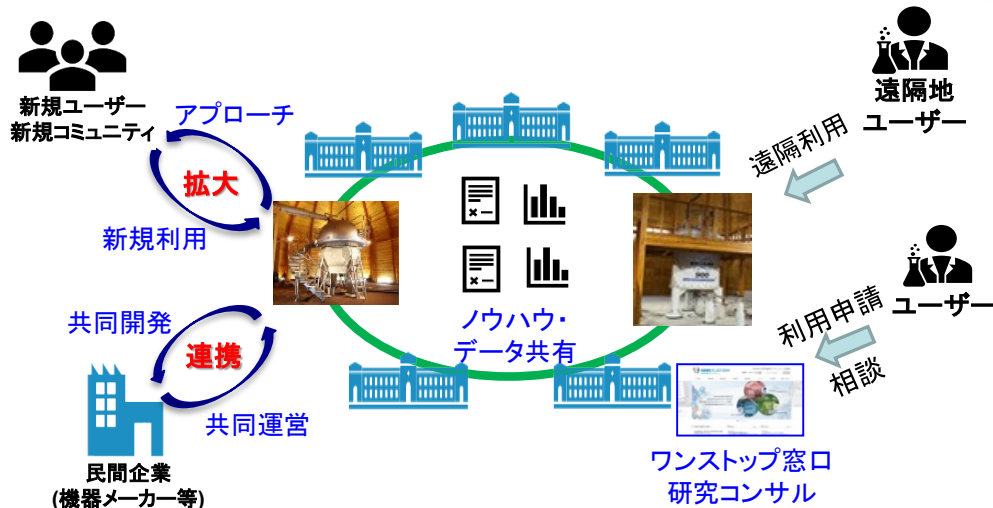 新規ユーザー
新規コミュニティ
アプローチ
拡大
新規利用
共同開発
連携
共同運営
民間企業
(機器メーカー等)
ノウハウ・
データ共有
遠隔地
ユーザー
遠隔利用
ユーザー
利用申請
相談
ワンストップ窓口
研究コンサル